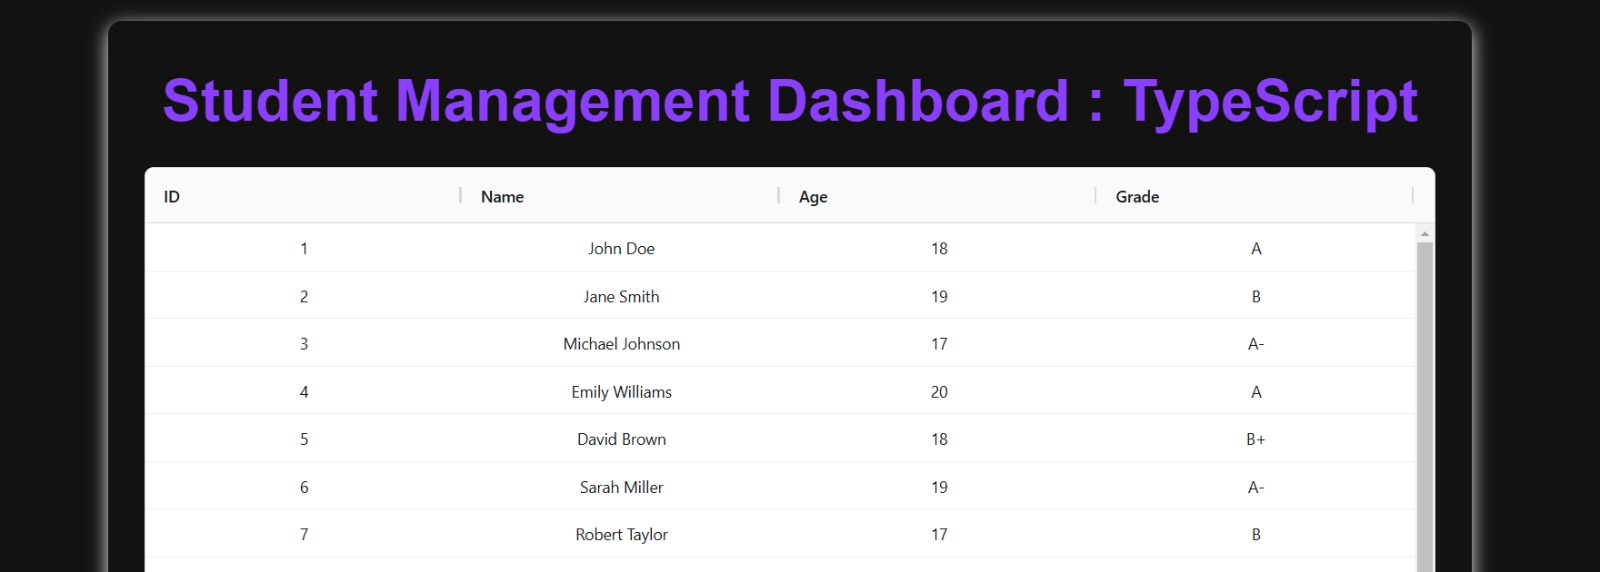 Student Management Dashboard : TypeScript
ID Name Age Grade
1 John Doe 18 A
2 Jane Smith 19 B
3 Michael Johnson 17 A-
4 Emily Williams 20 A
5 David Brown 18 B+
6 Sarah Miller 19 A-
7 Robert Taylor 17 B